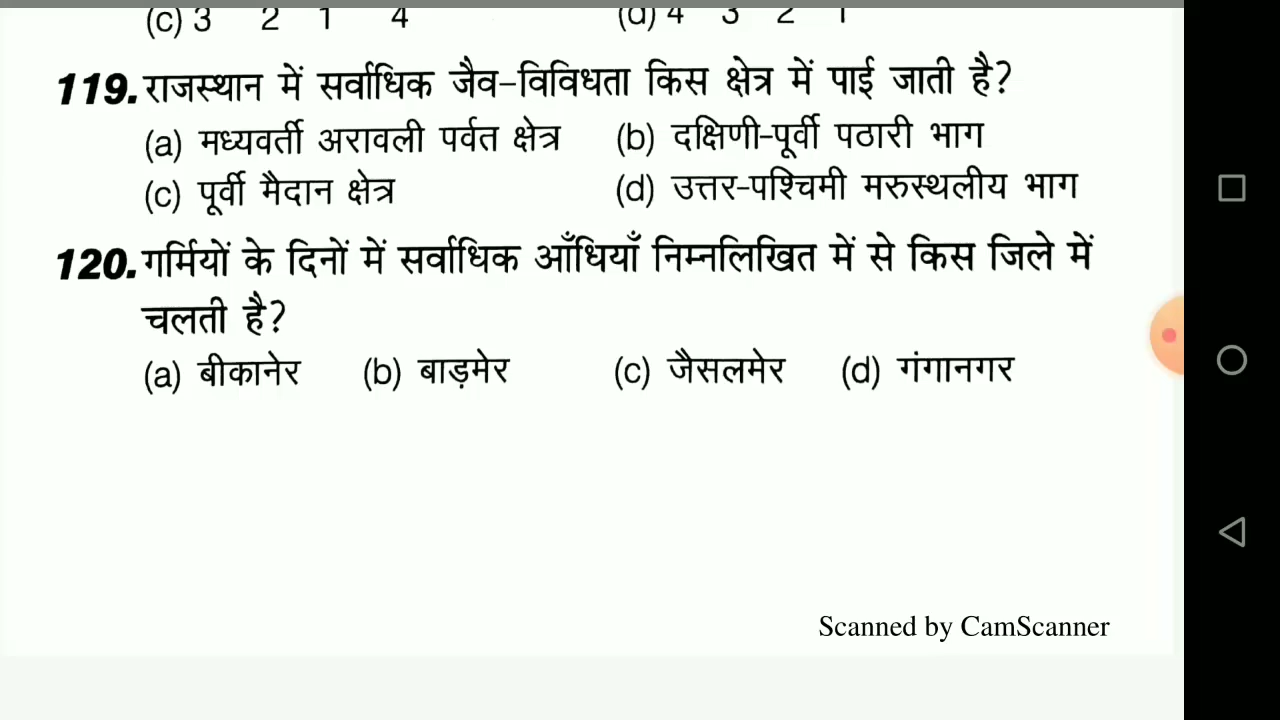 (c) 3 2 1 4 (d) 4 3 2 1
119. राजस्थान में सर्वाधिक जैव-विविधता किस क्षेत्र में पाई जाती है?
(a) मध्यवर्ती अरावली पर्वत क्षेत्र (b) दक्षिणी-पूर्वी पठारी भाग
(c) पूर्वी मैदान क्षेत्र (d) उत्तर-पश्चिमी मरुस्थलीय भाग
120. गर्मियों के दिनों में सर्वाधिक आँधियाँ निम्नलिखित में से किस जिले में
चलती है?
(a) बीकानेर (b) बाड़मेर (c) जैसलमेर (d) गंगानगर
Scanned by CamScanner